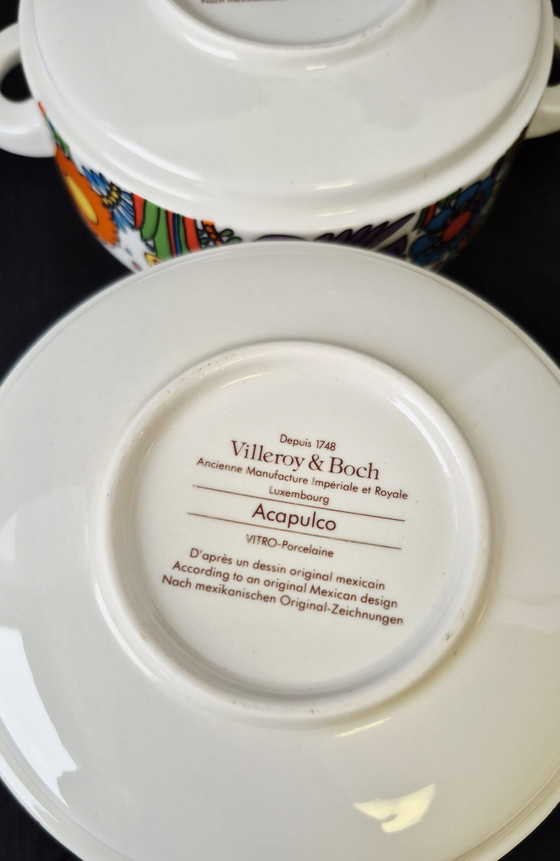 Depuis 1748
Villeroy & Boch
Ancienne Manufacture Impériale et Royale
Luxembourg
Acapulco
VITRO-Porcelaine
D'après un dessin original mexicain
According to an original Mexican design
Nach mexikanischen Original-Zeichnungen